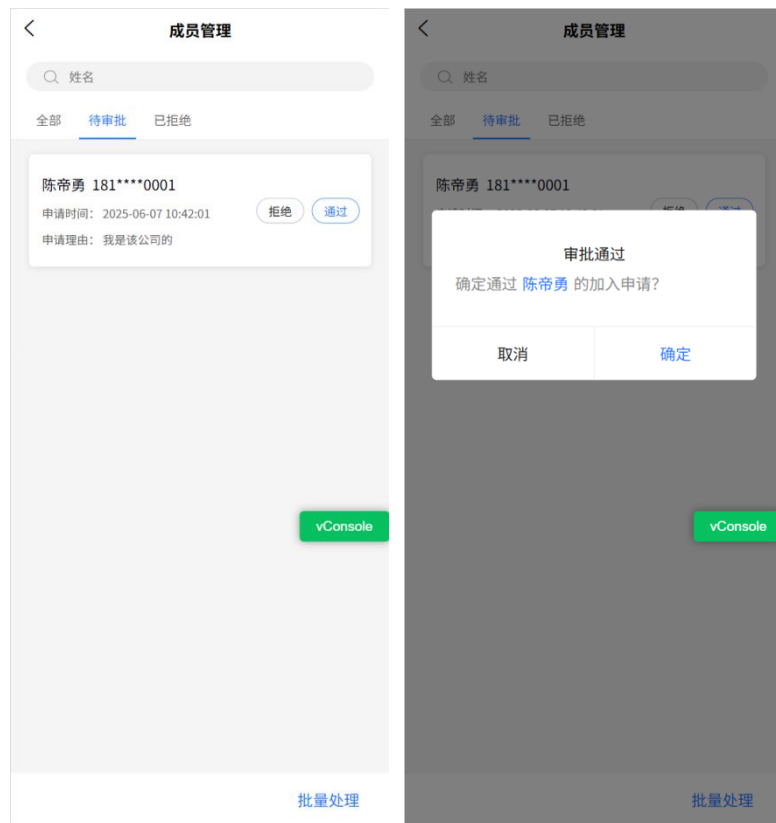 成员管理
姓名
全部 待审批 已拒绝
陈帝勇 181****0001
申请时间： 2025-06-07 10:42:01
拒绝 通过
申请理由： 我是该公司的
vConsole
批量处理
成员管理
姓名
全部 待审批 已拒绝
陈帝勇 181****0001
审批通过
确定通过 陈帝勇 的加入申请？
取消 确定
vConsole
批量处理